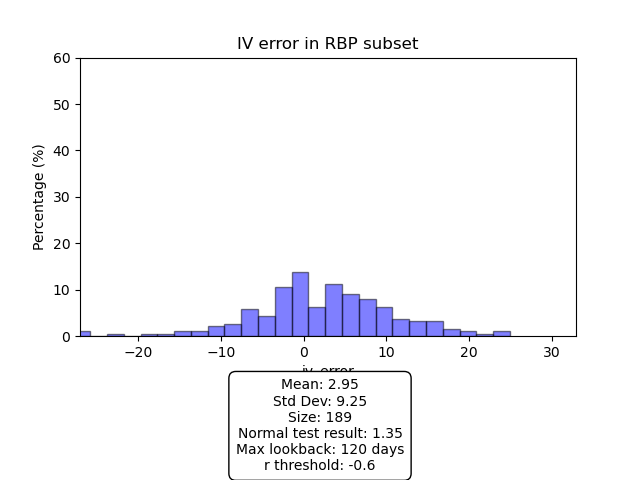 IV error in RBP subset
60
50
40
30
20
10
0
Percentage (%)
−20
−10
0
10
20
30
iv_error
Mean: 2.95
Std Dev: 9.25
Size: 189
Normal test result: 1.35
Max lookback: 120 days
r threshold: -0.6